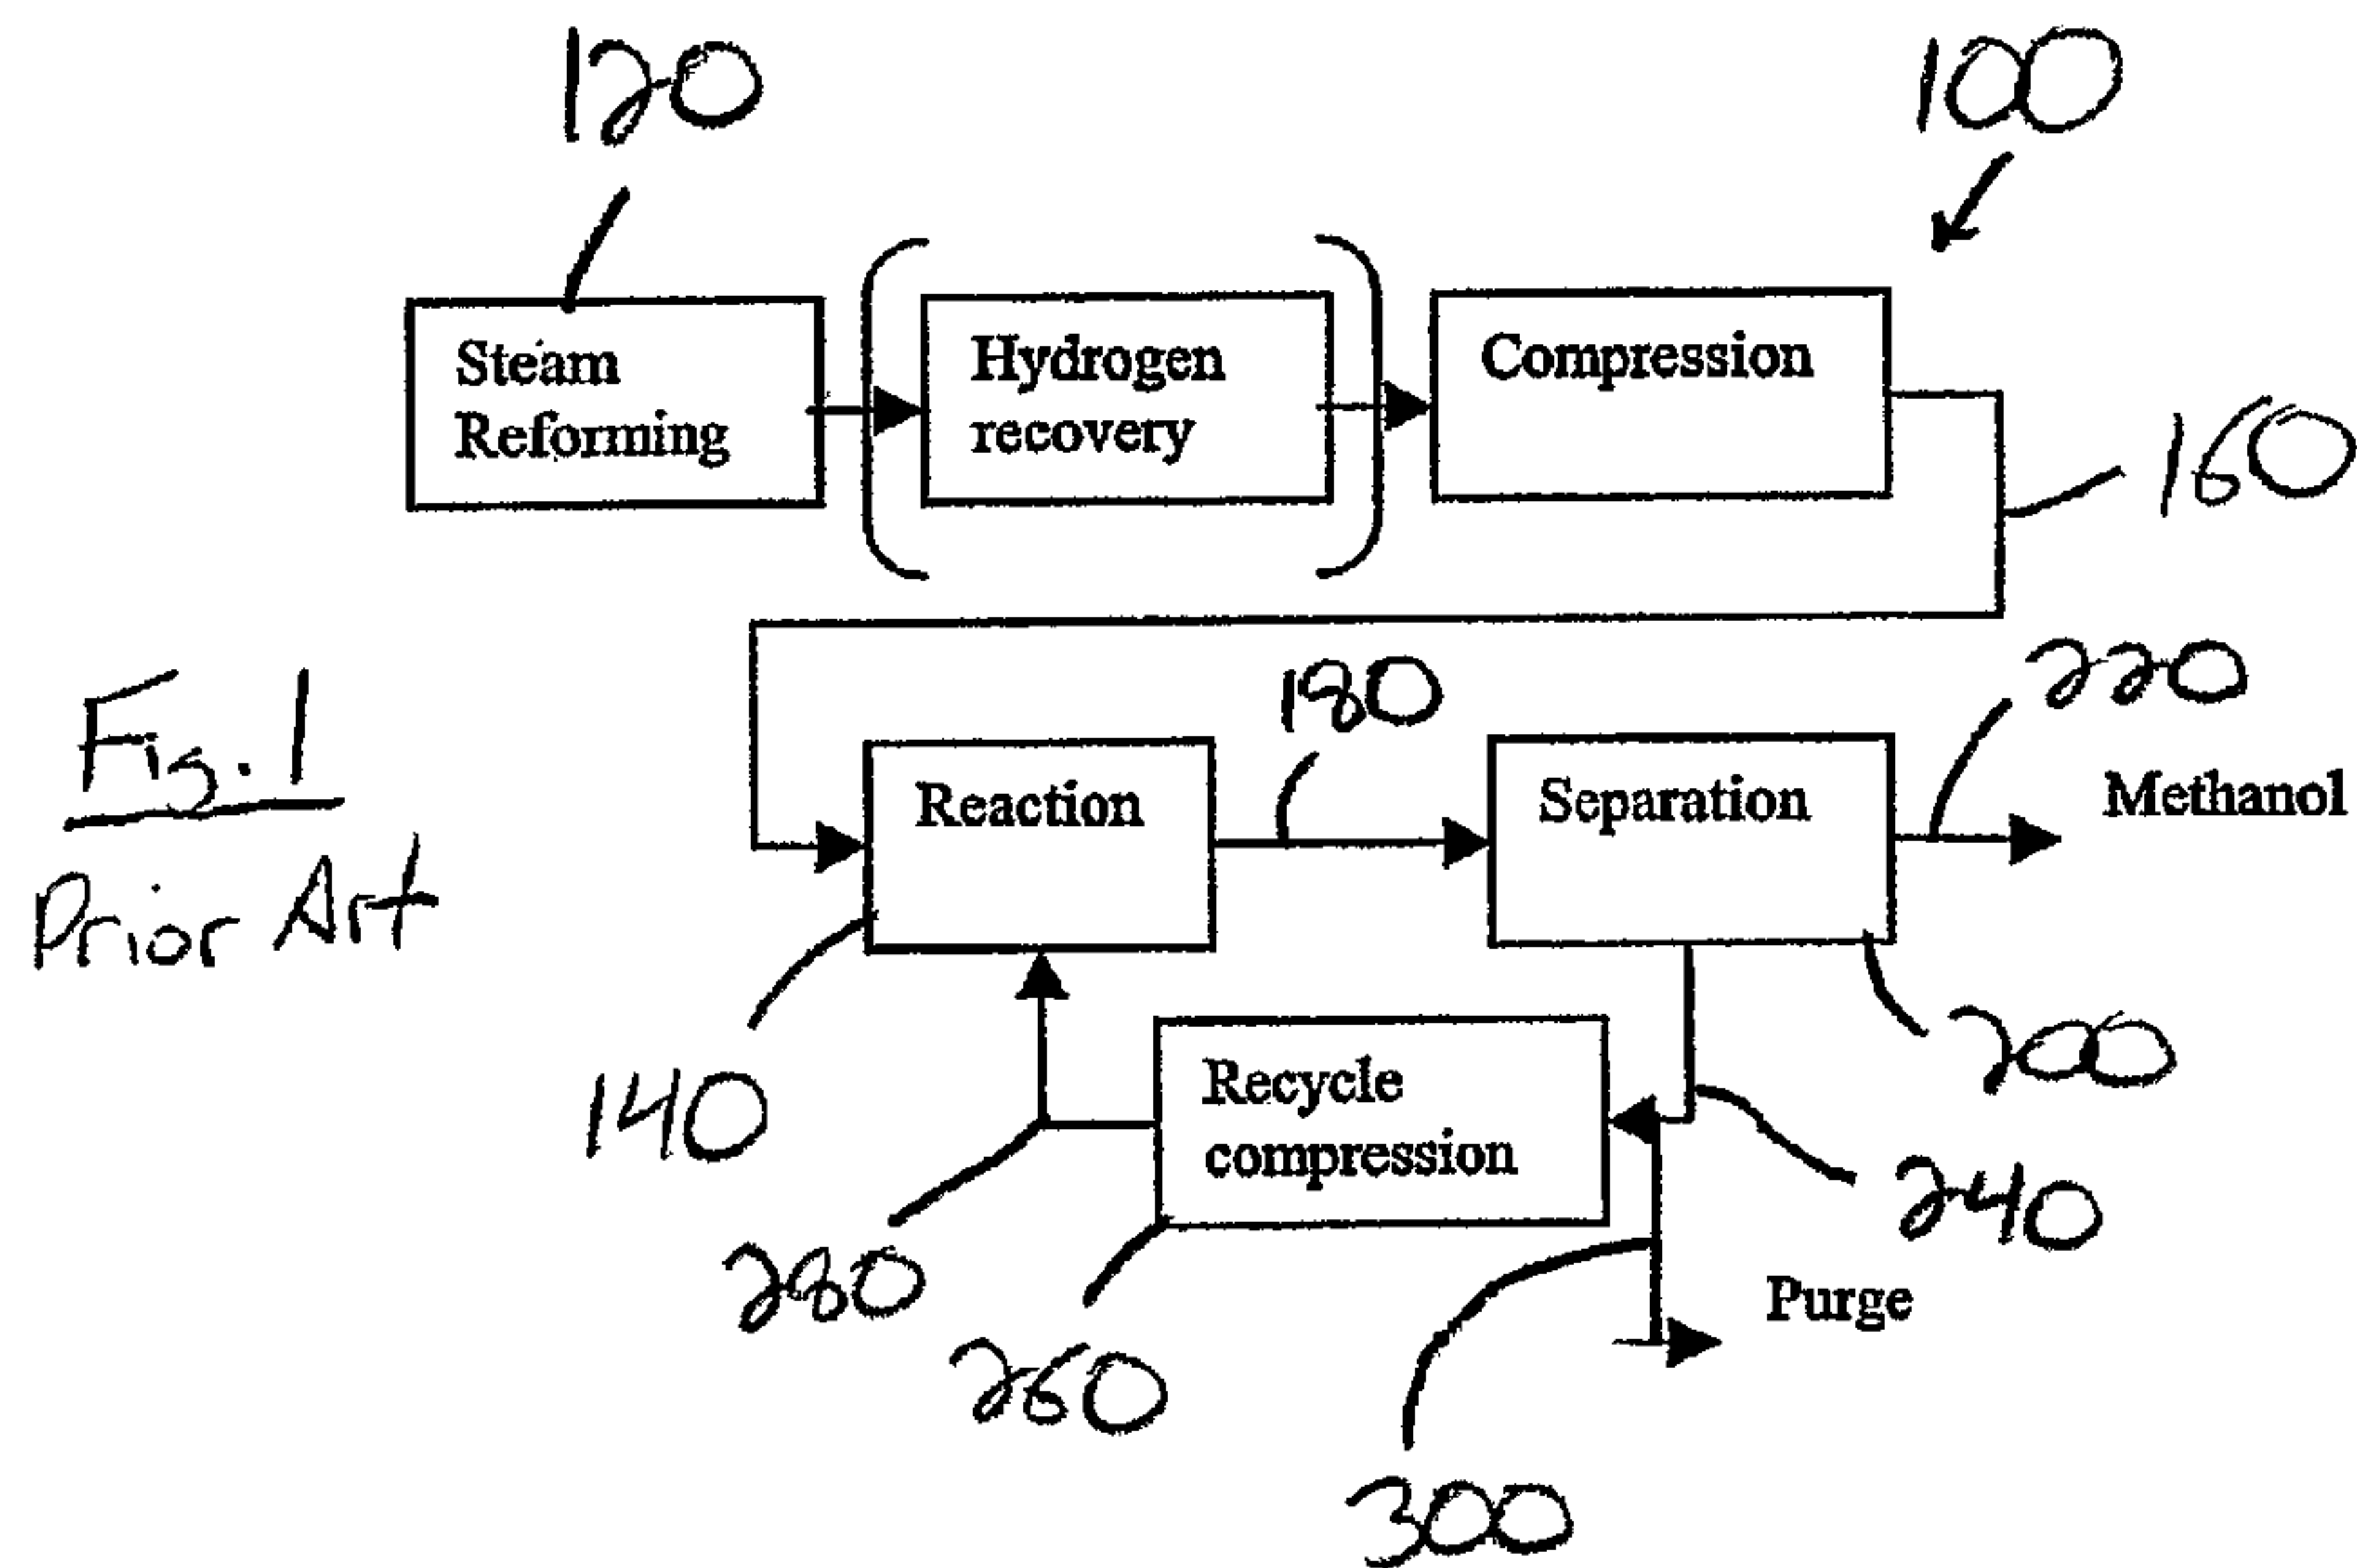 120
100
Steam
Reforming
Hydrogen
recovery
Compression
160
Fig. 1
Prior Art
180
220
Reaction
Separation
Methanol
140
200
Recycle
compression
240
280
260
Purge
300